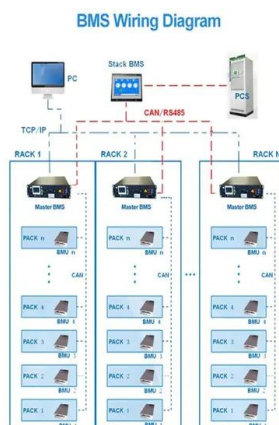 BMS Wiring Diagram
Stack BMS
PC
PCS
CAN/RS485
TCP/IP
RACK 1
RACK 2
RACK N
Master BMS
Master BMS
Master BMS
PACK n
PACK n
PACK n
BMU n
BMU n
BMU n
CAN
CAN
PACK 4
PACK 4
PACK 4
BMU 4
BMU 4
BMU 4
PACK 3
PACK 3
PACK 3
BMU 3
BMU 3
BMU 3
PACK 2
PACK 2
PACK 2
BMU 2
BMU 2
BMU 2
PACK 1
PACK 1
PACK 1